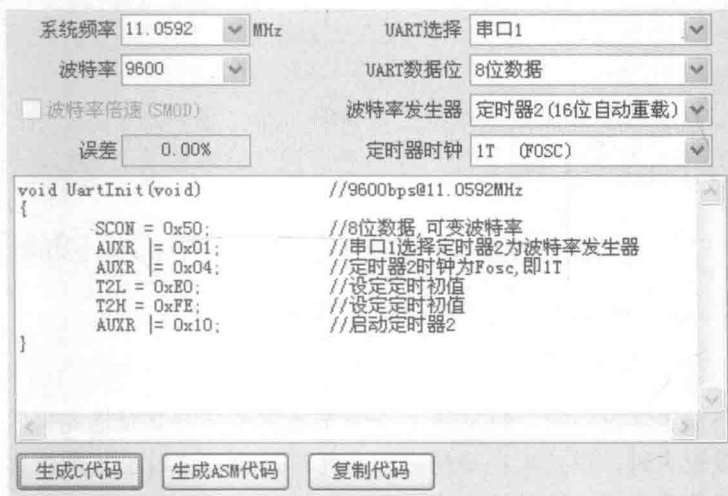 系统频率 11.0592 MHz UART选择 串口1
波特率 9600 UART数据位 8位数据
波特率倍速(SMOD) 波特率发生器 定时器2(16位自动重载)
误差 0.00% 定时器时钟 1T (FOSC)
void UartInit(void) //9600bps@11.0592MHz
{
SCON = 0x50; //8位数据,可变波特率
AUXR |= 0x01; //串口1选择定时器2为波特率发生器
AUXR |= 0x04; //定时器2时钟为Fosc,即1T
T2L = 0xE0; //设定定时初值
T2H = 0xFE; //设定定时初值
AUXR |= 0x10; //启动定时器2
}
生成C代码 生成ASM代码 复制代码